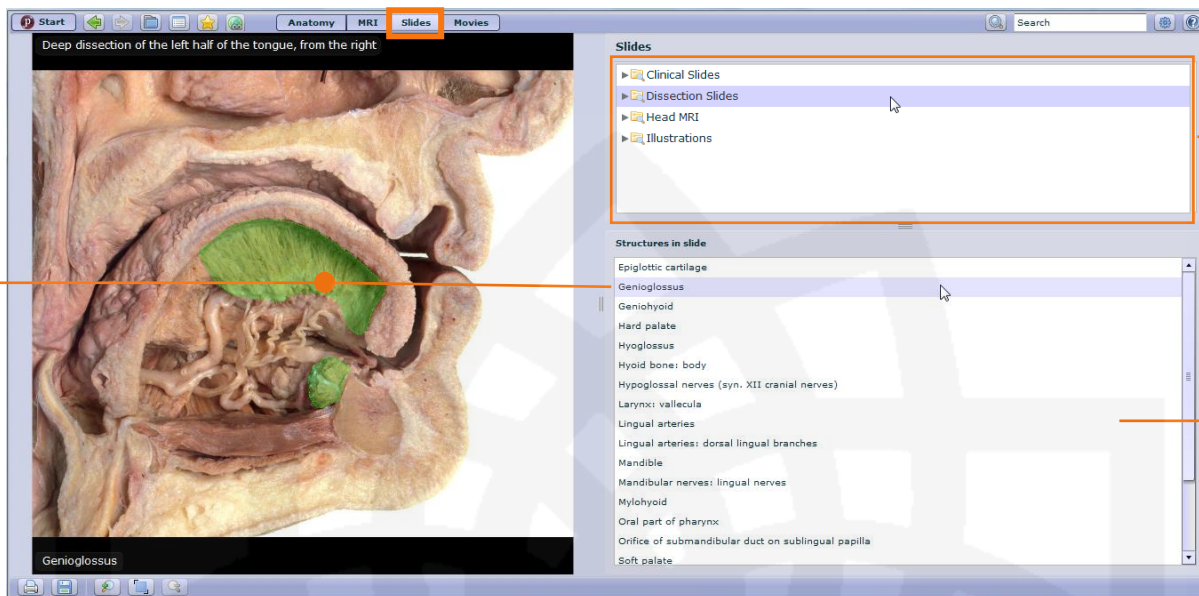 Start
Anatomy MRI Slides Movies
Search
Deep dissection of the left half of the tongue, from the right
Genioglossus
Slides
Clinical Slides
Dissection Slides
Head MRI
Illustrations
Structures in slide
Epiglottic cartilage
Genioglossus
Geniohyoid
Hard palate
Hyoglossus
Hyoid bone: body
Hypoglossal nerves (syn. XII cranial nerves)
Larynx: vallecula
Lingual arteries
Lingual arteries: dorsal lingual branches
Mandible
Mandibular nerves: lingual nerves
Mylohyoid
Oral part of pharynx
Orifice of submandibular duct on sublingual papilla
Soft palate